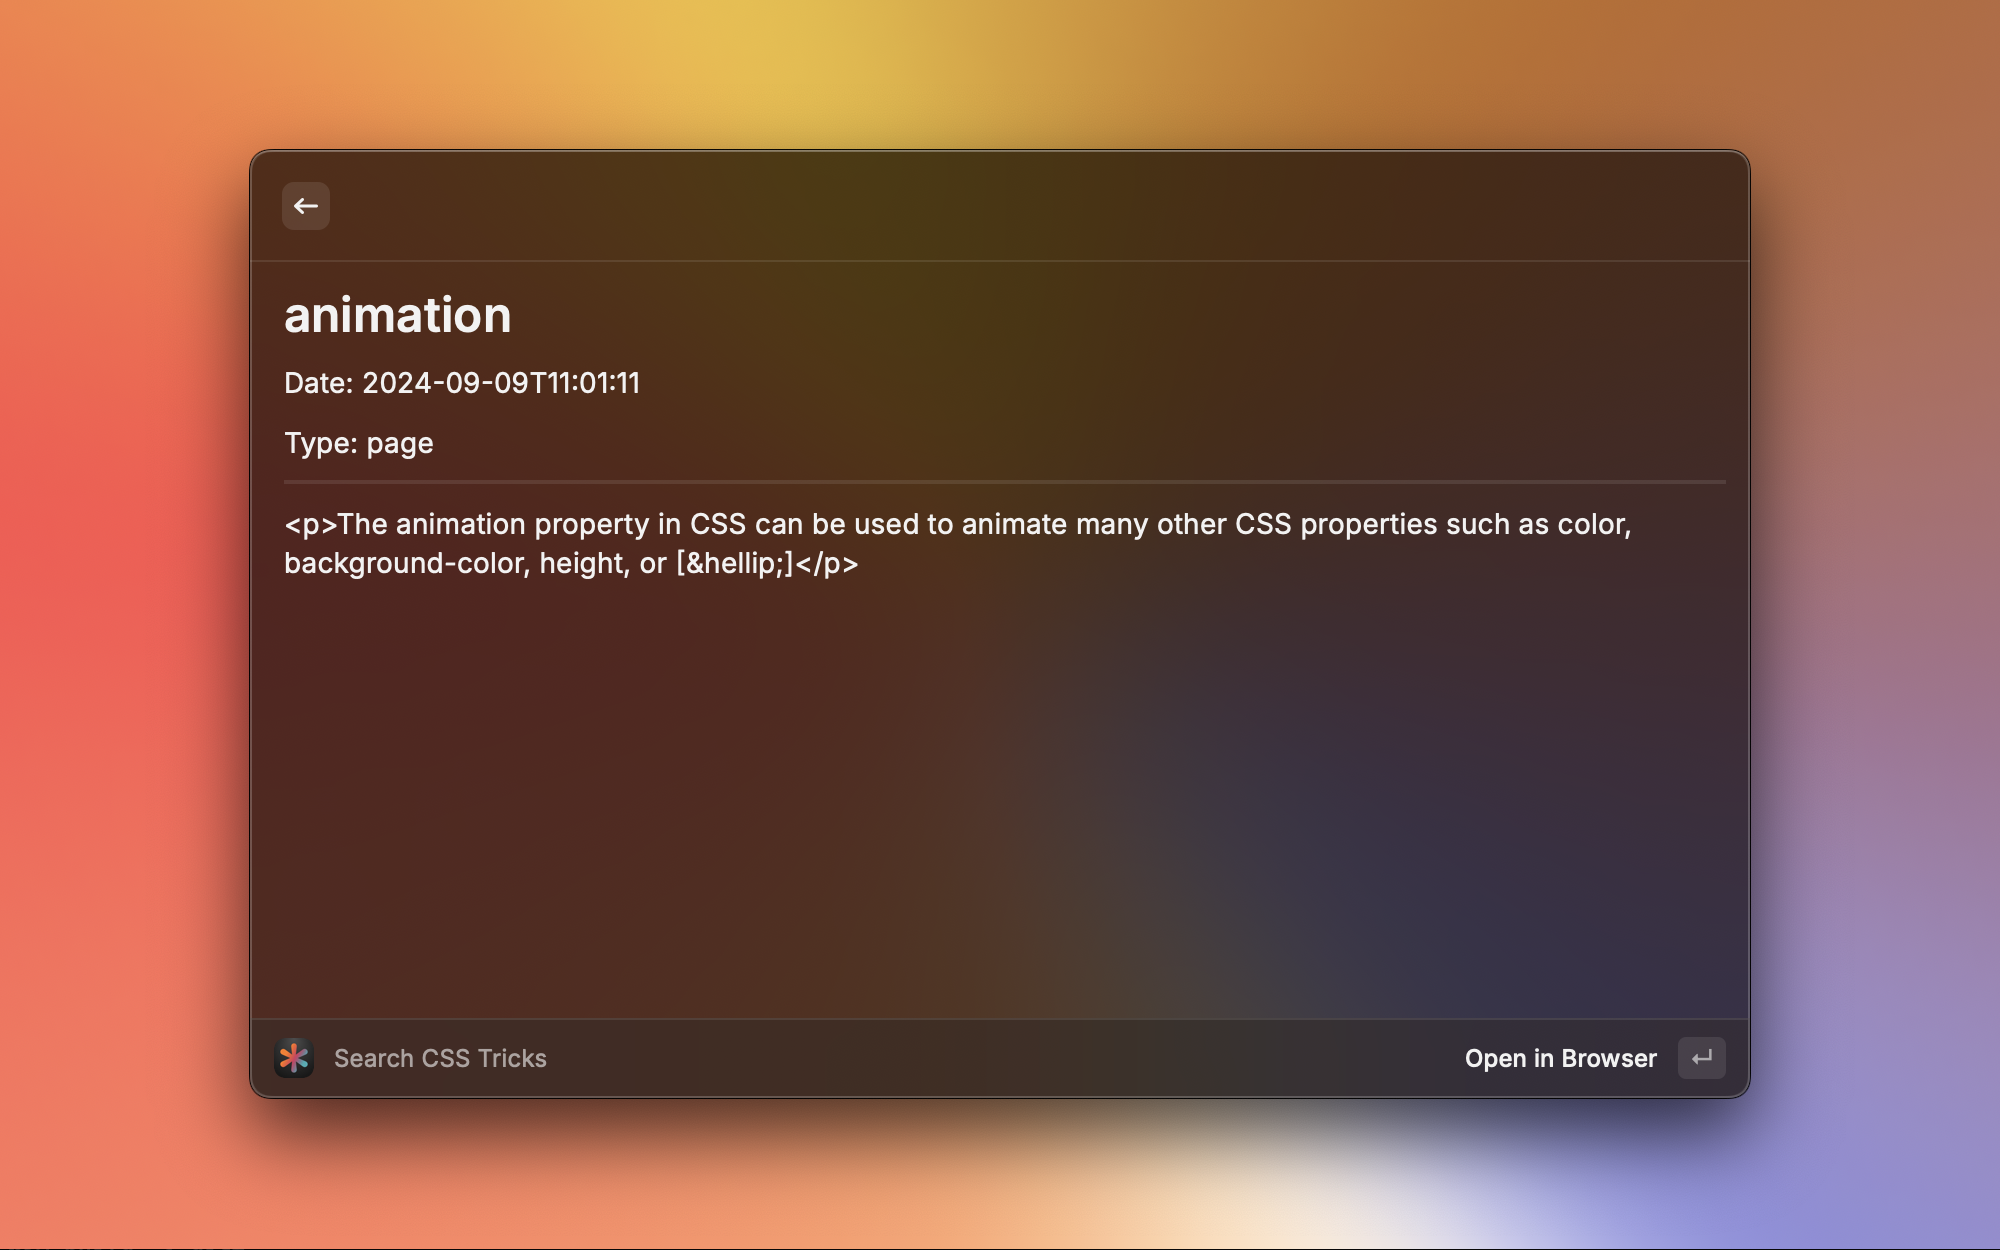 animation
Date: 2024-09-09T11:01:11
Type: page
<p>The animation property in CSS can be used to animate many other CSS properties such as color,
background-color, height, or [&hellip;]</p>
Search CSS Tricks
Open in Browser